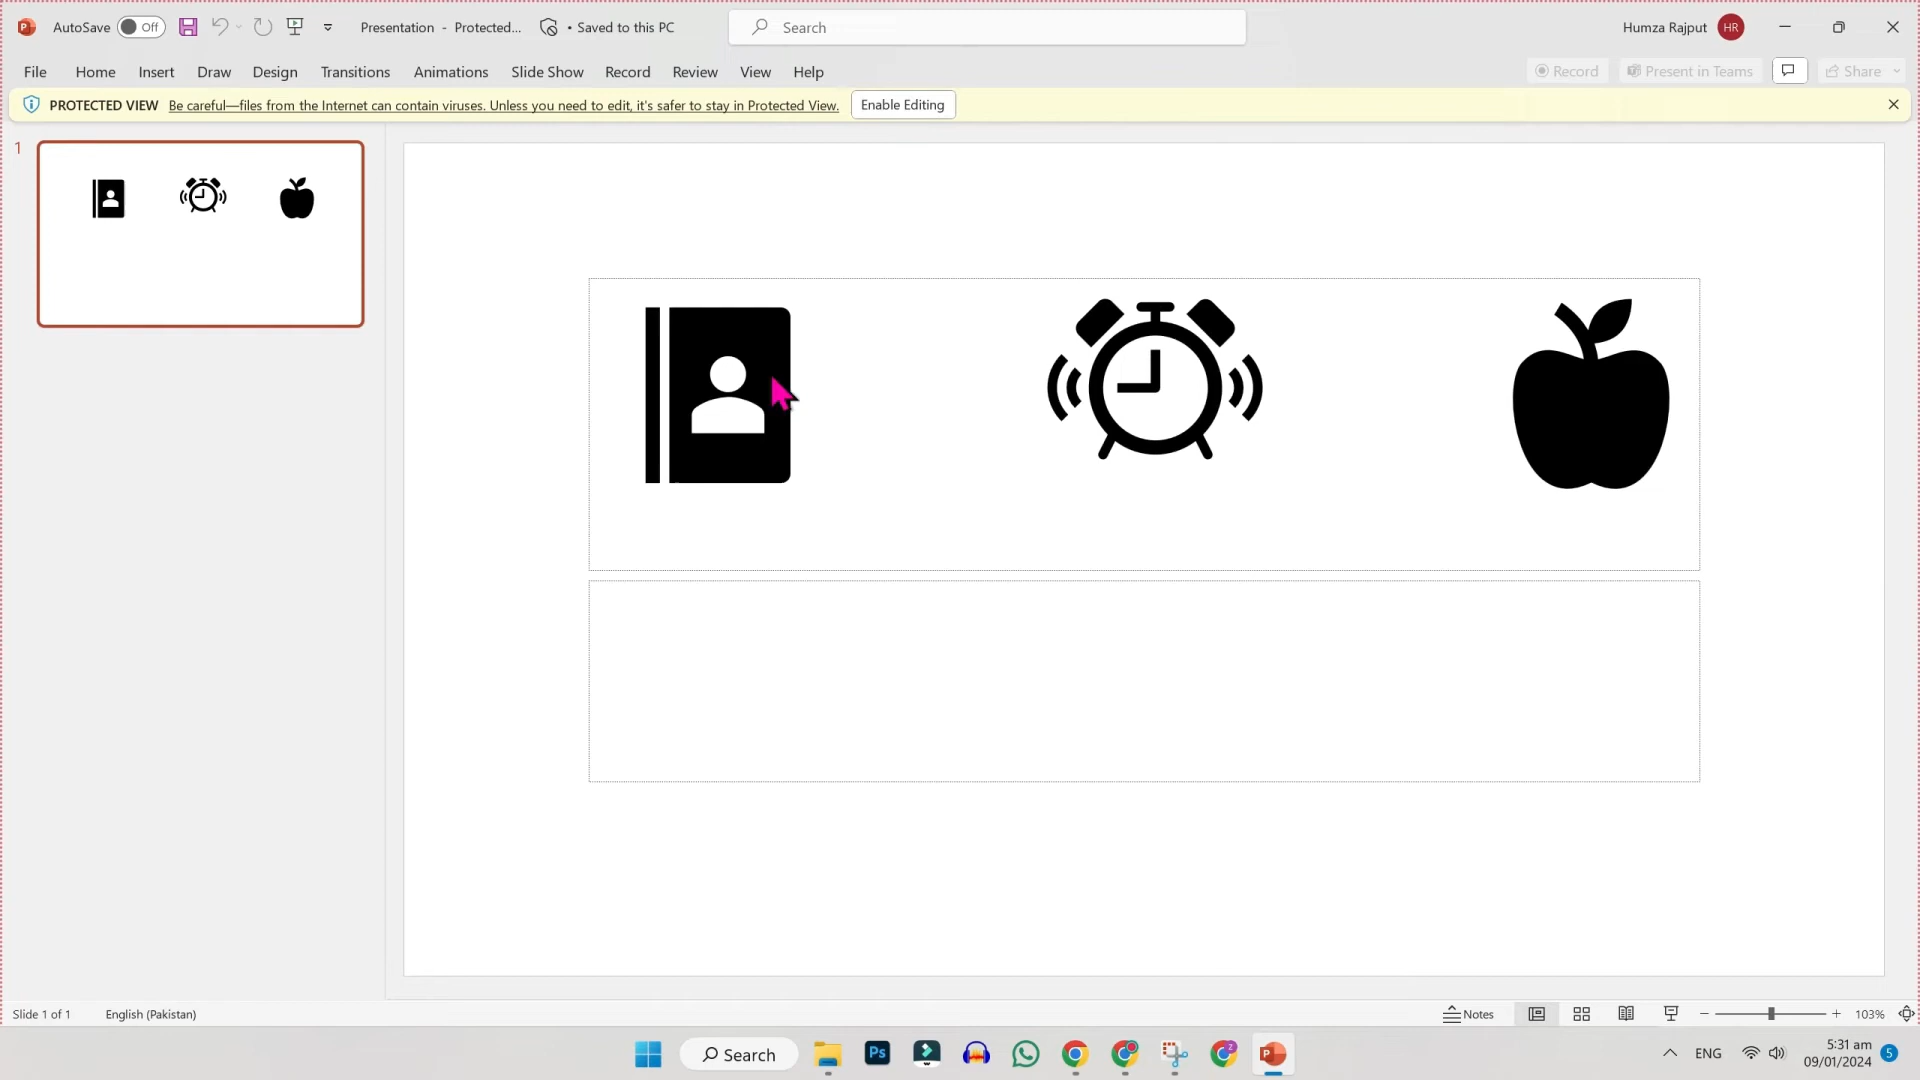 AutoSave Off Presentation - Protected... • Saved to this PC Search Humza Rajput HR
File Home Insert Draw Design Transitions Animations Slide Show Record Review View Help Record Present in Teams Share
PROTECTED VIEW Be careful—files from the Internet can contain viruses. Unless you need to edit, it's safer to stay in Protected View. Enable Editing
1
Slide 1 of 1 English (Pakistan) Notes 103%
Search Ps ENG 5:31 am
09/01/2024 5